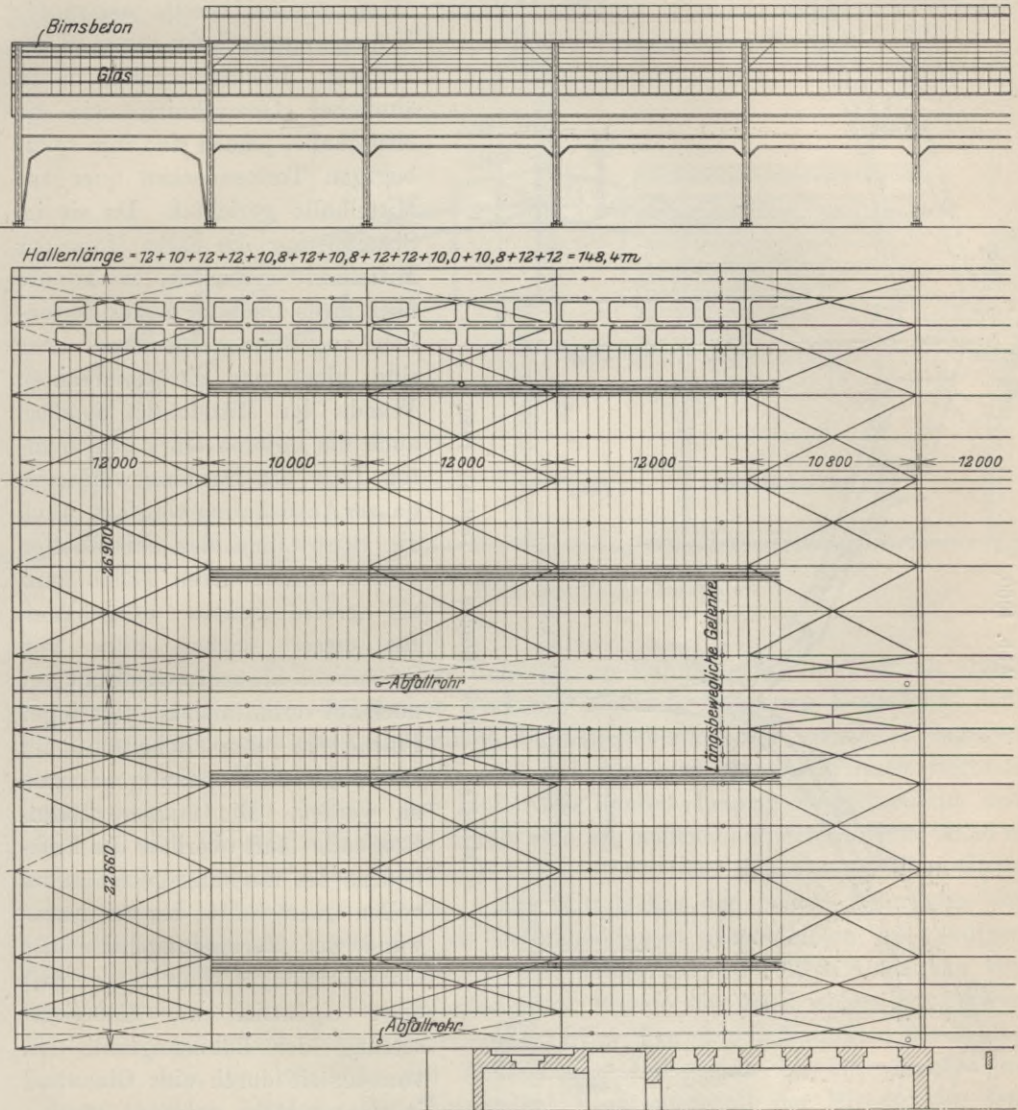 Bimsbeton
Glas
Hallenlänge = 12+10+12+12+10,8+12+10,8+12+12+10,0+10,8+12+12 = 148,4 m
12000 10000 12000 12000 10800 12000
26900
Längsbewegliche Gelenke
Abfallrohr
22660
Abfallrohr